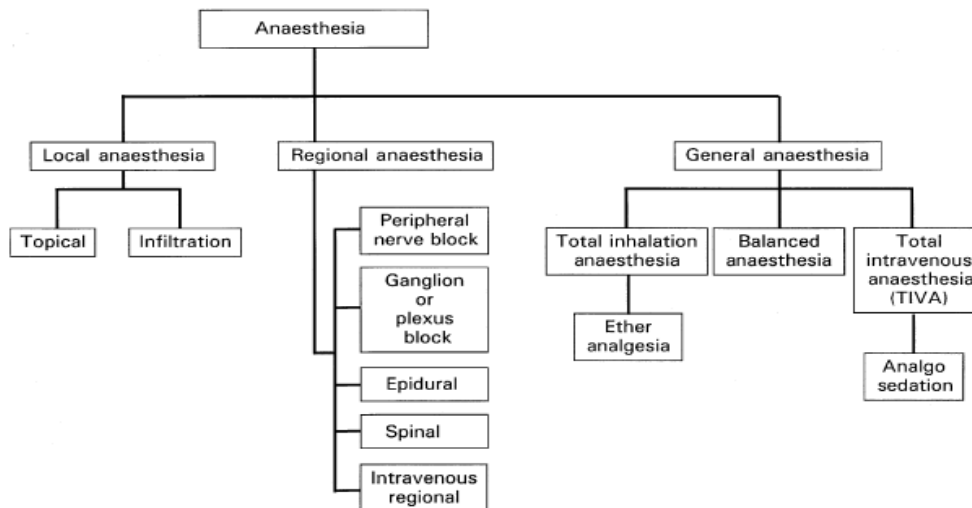 Anaesthesia
Local anaesthesia
Regional anaesthesia
General anaesthesia
Topical
Infiltration
Peripheral
nerve block
Ganglion
or
plexus
block
Epidural
Spinal
Intravenous
regional
Total inhalation
anaesthesia
Balanced
anaesthesia
Total
intravenous
anaesthesia
(TIVA)
Ether
analgesia
Analgo
sedation